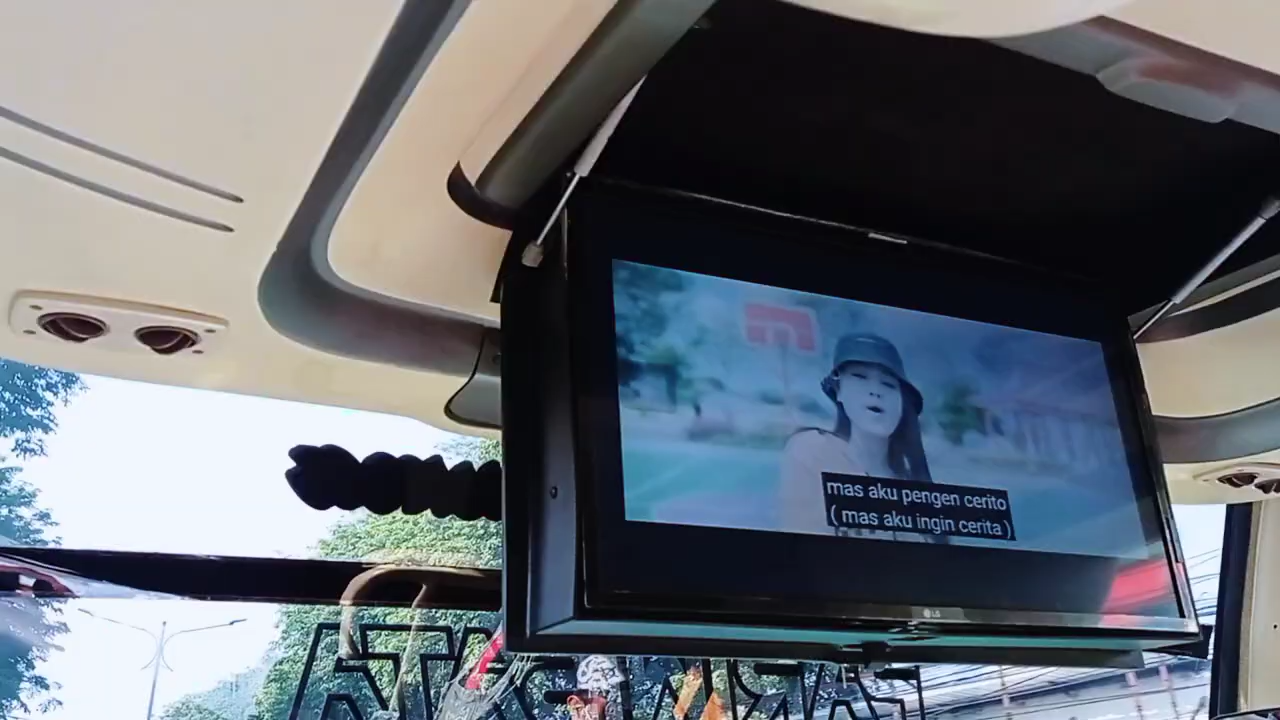 mas aku pengen cerito
( mas aku ingin cerita )
LG